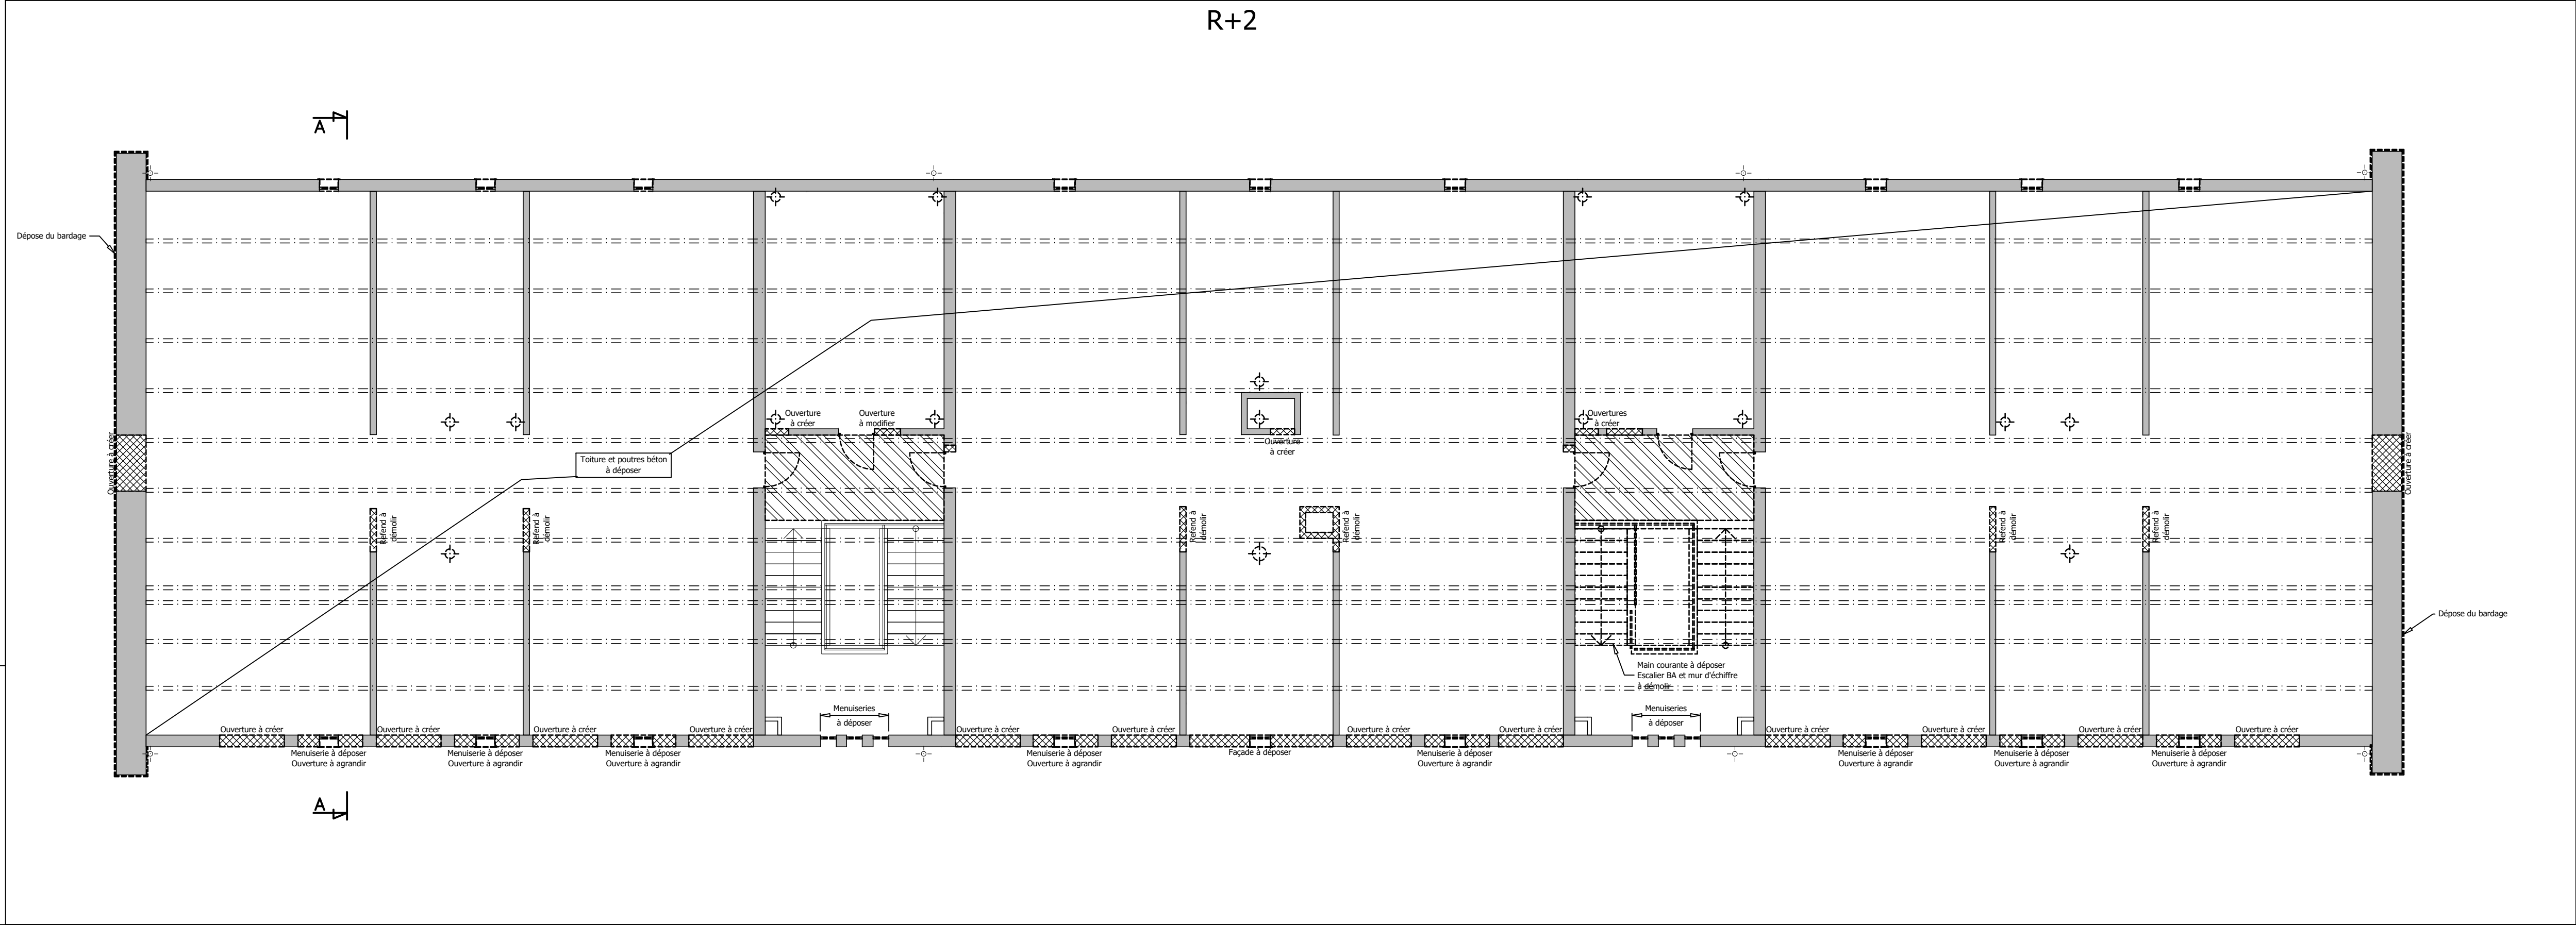 R+2
A
Dépose du bardage
Ouverture
à créer
Ouverture
à modifier
Ouvertures
à créer
Ouverture à créer
Toiture et poutres béton
à déposer
Ouverture
à créer
Ouverture à créer
Refend à
démolir
Refend à
démolir
Refend à
démolir
Refend à
démolir
Refend à
démolir
Refend à
démolir
Dépose du bardage
Main courante à déposer
Escalier BA et mur d'échiffre
à démolir
Menuiseries
à déposer
Menuiseries
à déposer
Ouverture à créer
Ouverture à créer
Ouverture à créer
Ouverture à créer
Ouverture à créer
Ouverture à créer
Ouverture à créer
Ouverture à créer
Ouverture à créer
Ouverture à créer
Ouverture à créer
Ouverture à créer
Menuiserie à déposer
Ouverture à agrandir
Menuiserie à déposer
Ouverture à agrandir
Menuiserie à déposer
Ouverture à agrandir
Menuiserie à déposer
Ouverture à agrandir
Façade à déposer
Menuiserie à déposer
Ouverture à agrandir
Menuiserie à déposer
Ouverture à agrandir
Menuiserie à déposer
Ouverture à agrandir
Menuiserie à déposer
Ouverture à agrandir
A